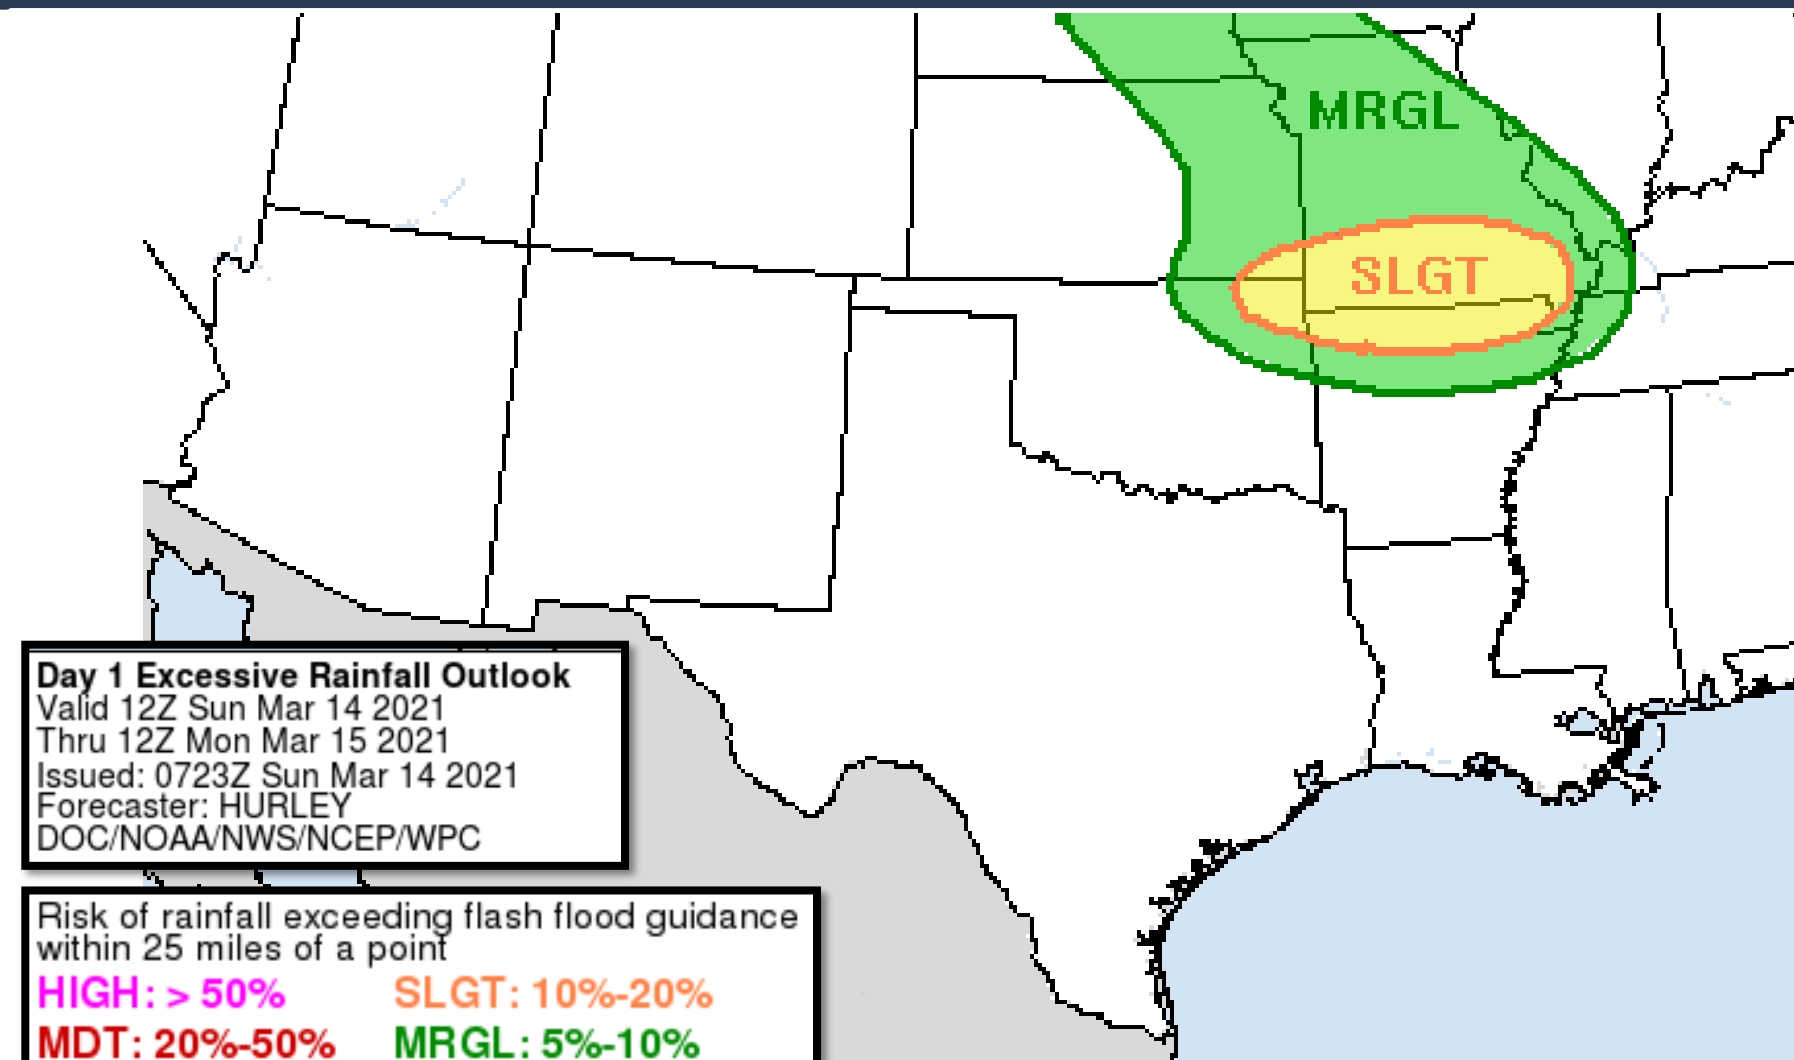 MRGL
SLGT
Day 1 Excessive Rainfall Outlook
Valid 12Z Sun Mar 14 2021
Thru 12Z Mon Mar 15 2021
Issued: 0723Z Sun Mar 14 2021
Forecaster: HURLEY
DOC/NOAA/NWS/NCEP/WPC
Risk of rainfall exceeding flash flood guidance
within 25 miles of a point
HIGH: > 50% SLGT: 10%-20%
MDT: 20%-50% MRGL: 5%-10%